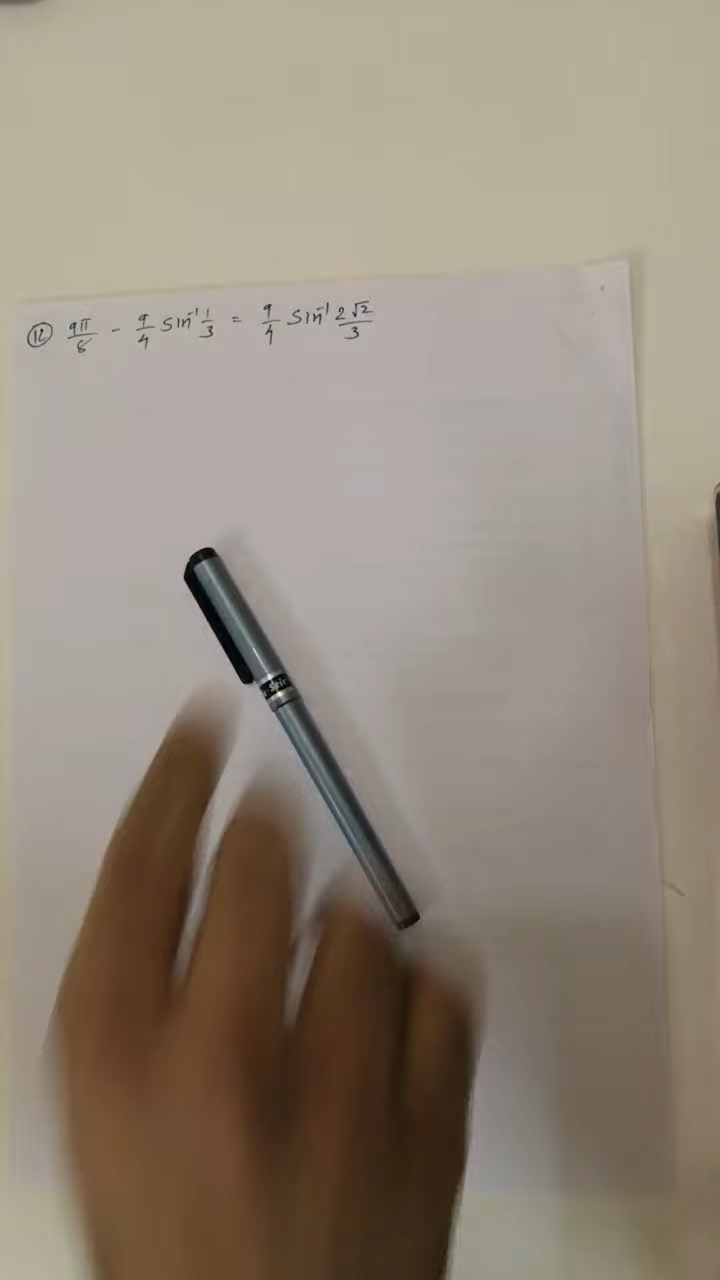 ⑫ 9π/8 - 9/4 Sin⁻¹ 1/3 = 9/4 Sin⁻¹ 2√2/3